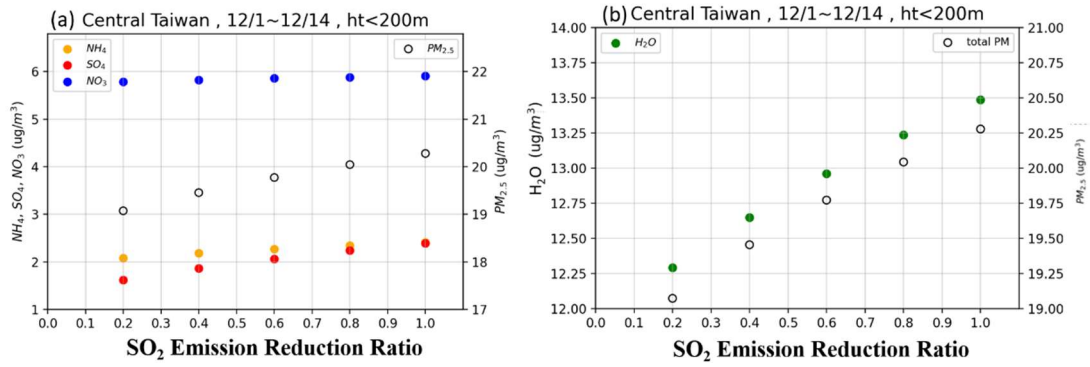 (a) Central Taiwan , 12/1~12/14 , ht<200m
NH4
SO4
NO3
PM2.5
NH4, SO4, NO3 (ug/m3)
6
5
4
3
2
1
22
21
20
19
18
17
PM2.5 (ug/m3)
0.0 0.1 0.2 0.3 0.4 0.5 0.6 0.7 0.8 0.9 1.0
SO2 Emission Reduction Ratio
(b) Central Taiwan , 12/1~12/14 , ht<200m
H2O
total PM
H2O (ug/m3)
14.00
13.75
13.50
13.25
13.00
12.75
12.50
12.25
12.00
21.00
20.75
20.50
20.25
20.00
19.75
19.50
19.25
19.00
PM2.5 (ug/m3)
0.0 0.1 0.2 0.3 0.4 0.5 0.6 0.7 0.8 0.9 1.0
SO2 Emission Reduction Ratio